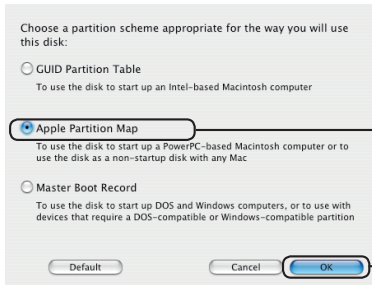 Choose a partition scheme appropriate for the way you will use
this disk:
GUID Partition Table
To use the disk to start up an Intel-based Macintosh computer
Apple Partition Map
To use the disk to start up a PowerPC-based Macintosh computer or to
use the disk as a non-startup disk with any Mac
Master Boot Record
To use the disk to start up DOS and Windows computers, or to use with
devices that require a DOS-compatible or Windows-compatible partition
Default Cancel OK